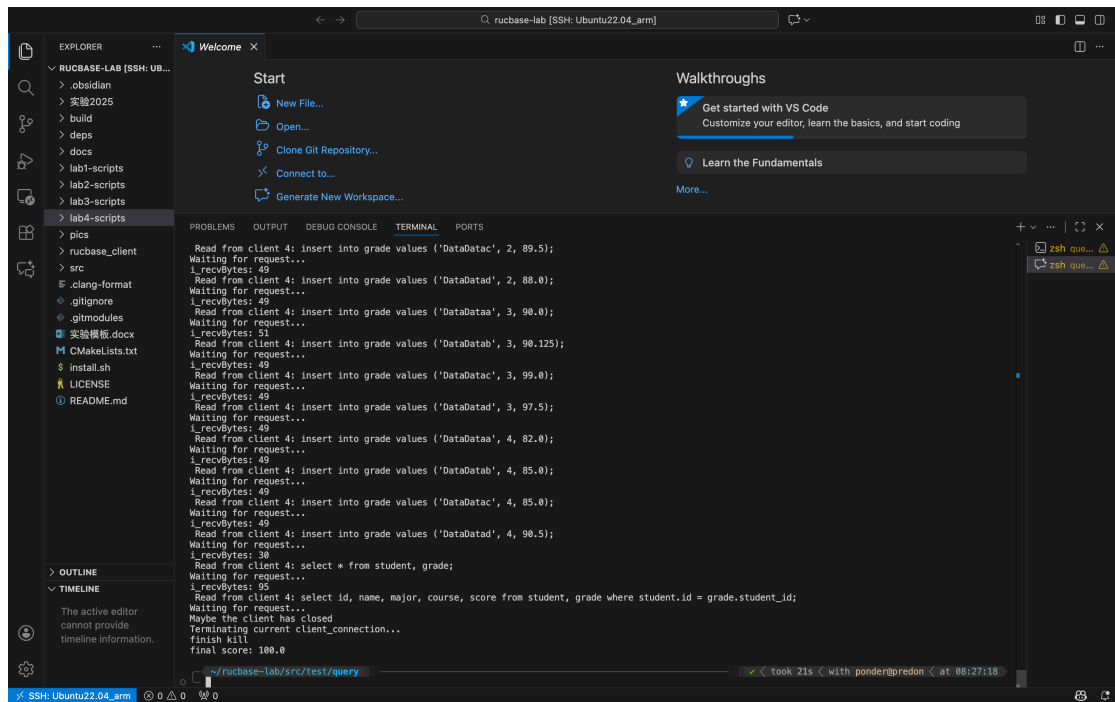 rucbase-lab [SSH: Ubuntu22.04_arm]
EXPLORER
RUCBASE-LAB [SSH: UB...
.obsidian
实验2025
build
deps
docs
lab1-scripts
lab2-scripts
lab3-scripts
lab4-scripts
pics
rucbase_client
src
.clang-format
.gitignore
.gitmodules
实验模板.docx
CMakeLists.txt
install.sh
LICENSE
README.md
OUTLINE
TIMELINE
The active editor
cannot provide
timeline information.
Welcome
Start
New File...
Open...
Clone Git Repository...
Connect to...
Generate New Workspace...
Walkthroughs
Get started with VS Code
Customize your editor, learn the basics, and start coding
Learn the Fundamentals
More...
PROBLEMS OUTPUT DEBUG CONSOLE TERMINAL PORTS
Read from client 4: insert into grade values ('DataDatac', 2, 89.5);
Waiting for request...
i_recvBytes: 49
Read from client 4: insert into grade values ('DataDatad', 2, 88.0);
Waiting for request...
i_recvBytes: 49
Read from client 4: insert into grade values ('DataDataa', 3, 90.0);
Waiting for request...
i_recvBytes: 51
Read from client 4: insert into grade values ('DataDatab', 3, 90.125);
Waiting for request...
i_recvBytes: 49
Read from client 4: insert into grade values ('DataDatac', 3, 99.0);
Waiting for request...
i_recvBytes: 49
Read from client 4: insert into grade values ('DataDatad', 3, 97.5);
Waiting for request...
i_recvBytes: 49
Read from client 4: insert into grade values ('DataDataa', 4, 82.0);
Waiting for request...
i_recvBytes: 49
Read from client 4: insert into grade values ('DataDatab', 4, 85.0);
Waiting for request...
i_recvBytes: 49
Read from client 4: insert into grade values ('DataDatac', 4, 85.0);
Waiting for request...
i_recvBytes: 49
Read from client 4: insert into grade values ('DataDatad', 4, 90.5);
Waiting for request...
i_recvBytes: 30
Read from client 4: select * from student, grade;
Waiting for request...
i_recvBytes: 95
Read from client 4: select id, name, major, course, score from student, grade where student.id = grade.student_id;
Waiting for request...
Maybe the client has closed
Terminating current client_connection...
finish kill
final score: 100.0
~/rucbase-lab/src/test/query ✓ took 21s with ponder@predon at 08:27:18
zsh que...
zsh que...
SSH: Ubuntu22.04_arm 0 0 0